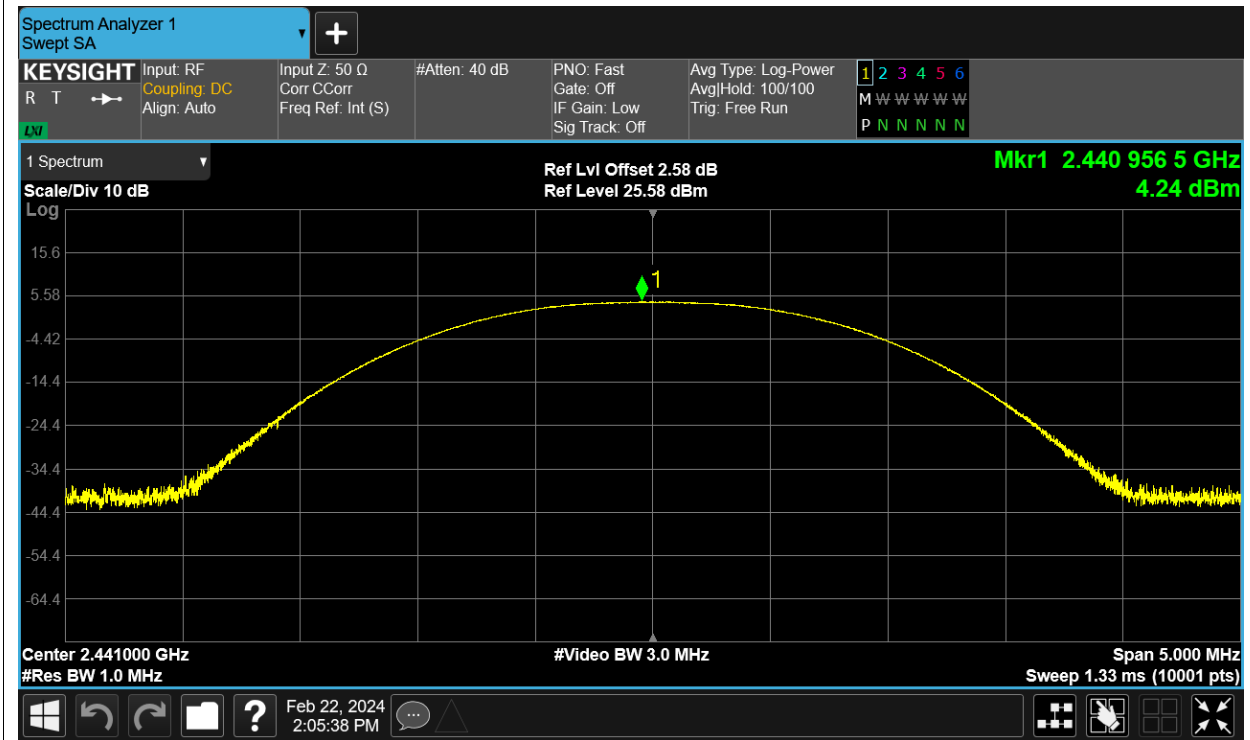 Spectrum Analyzer 1
Swept SA
KEYSIGHT
R T
LXI
Input: RF
Coupling: DC
Align: Auto
Input Z: 50 Ω
Corr CCorr
Freq Ref: Int (S)
#Atten: 40 dB
PNO: Fast
Gate: Off
IF Gain: Low
Sig Track: Off
Avg Type: Log-Power
Avg|Hold: 100/100
Trig: Free Run
1 2 3 4 5 6
M W W W W W
P N N N N N
1 Spectrum
Scale/Div 10 dB
Log
Ref Lvl Offset 2.58 dB
Ref Level 25.58 dBm
Mkr1 2.440 956 5 GHz
4.24 dBm
1
15.6
5.58
-4.42
-14.4
-24.4
-34.4
-44.4
-54.4
-64.4
Center 2.441000 GHz
#Res BW 1.0 MHz
#Video BW 3.0 MHz
Span 5.000 MHz
Sweep 1.33 ms (10001 pts)
?
Feb 22, 2024
2:05:38 PM